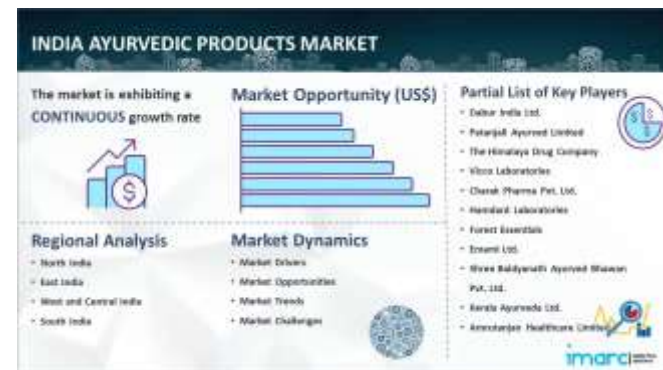 INDIA AYURVEDIC PRODUCTS MARKET
The market is exhibiting a
CONTINUOUS growth rate
$
Market Opportunity (US$)
Partial List of Key Players
• Dabur India Ltd.
• Patanjali Ayurved Limited
• The Himalaya Drug Company
• Vicco Laboratories
• Charak Pharma Pvt. Ltd.
• Hamdard Laboratories
• Forest Essentials
• Emami Ltd.
• Shree Baidyanath Ayurved Bhawan
Pvt. Ltd.
• Kerala Ayurveda Ltd.
• Amrutanjan Healthcare Limited
Regional Analysis
• North India
• East India
• West and Central India
• South India
Market Dynamics
• Market Drivers
• Market Opportunities
• Market Trends
• Market Challenges
imarc